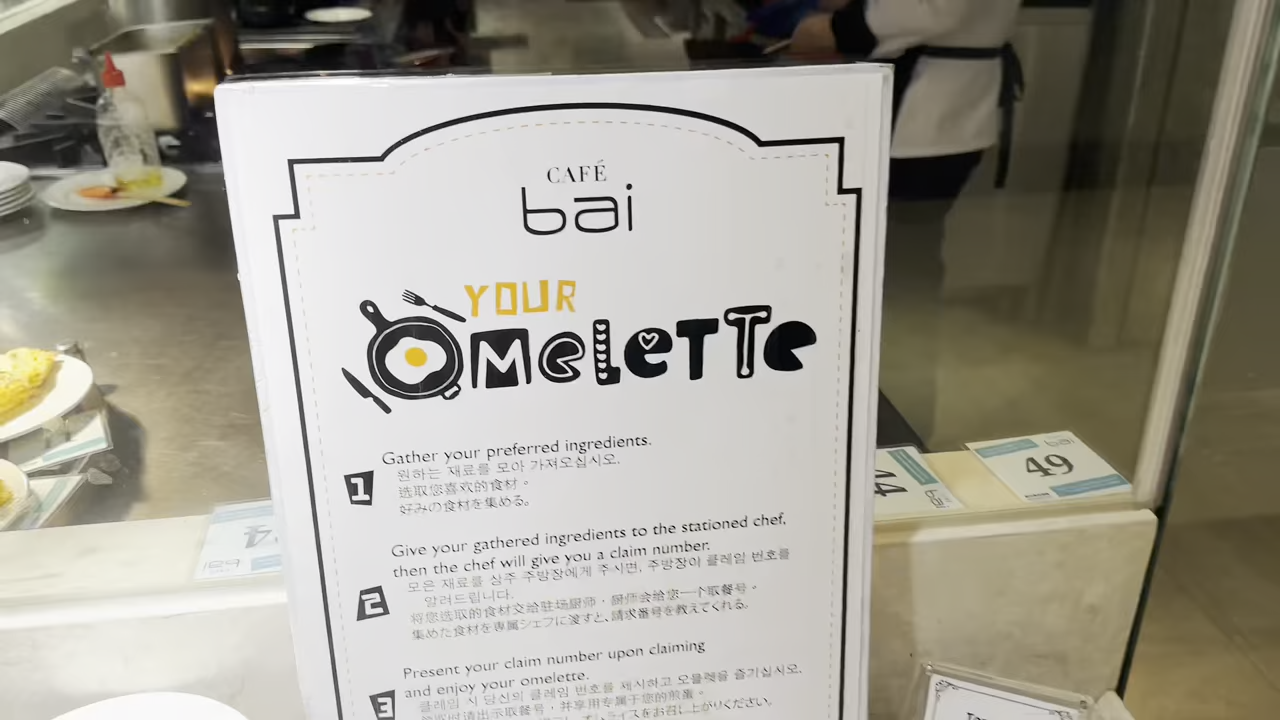 CAFÉ
bai
YOUR
OMELETTE
1
Gather your preferred ingredients.
원하는 재료를 모아 가져오십시오.
选取您喜欢的食材。
好みの食材を集める。
2
Give your gathered ingredients to the stationed chef,
then the chef will give you a claim number.
모은 재료를 상주 주방장에게 주시면, 주방장이 클레임 번호를
알려드립니다.
将您选取的食材交给驻场厨师,厨师会给您一个取餐号。
集めた食材を専属シェフに渡すと、請求番号を教えてくれる。
3
Present your claim number upon claiming
and enjoy your omelette.
클레임 시 당신의 클레임 번호를 제시하고 오믈렛을 즐기십시오.
领取时请出示取餐号,并享用专属于您的煎蛋。
bai
49
bai